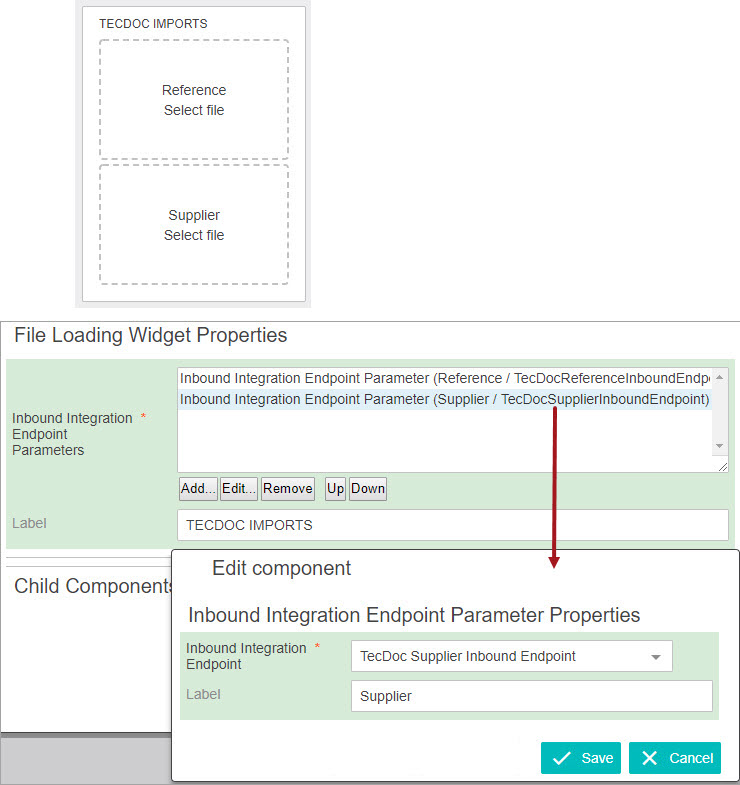 TECDOC IMPORTS
Reference
Select file
Supplier
Select file
File Loading Widget Properties
Inbound Integration * Endpoint Parameters
Inbound Integration Endpoint Parameter (Reference / TecDocReferenceInboundEndpo
Inbound Integration Endpoint Parameter (Supplier / TecDocSupplierInboundEndpoint)
Add... Edit... Remove Up Down
Label
TECDOC IMPORTS
Child Components
Edit component
Inbound Integration Endpoint Parameter Properties
Inbound Integration *
Endpoint
TecDoc Supplier Inbound Endpoint
Label
Supplier
Save Cancel